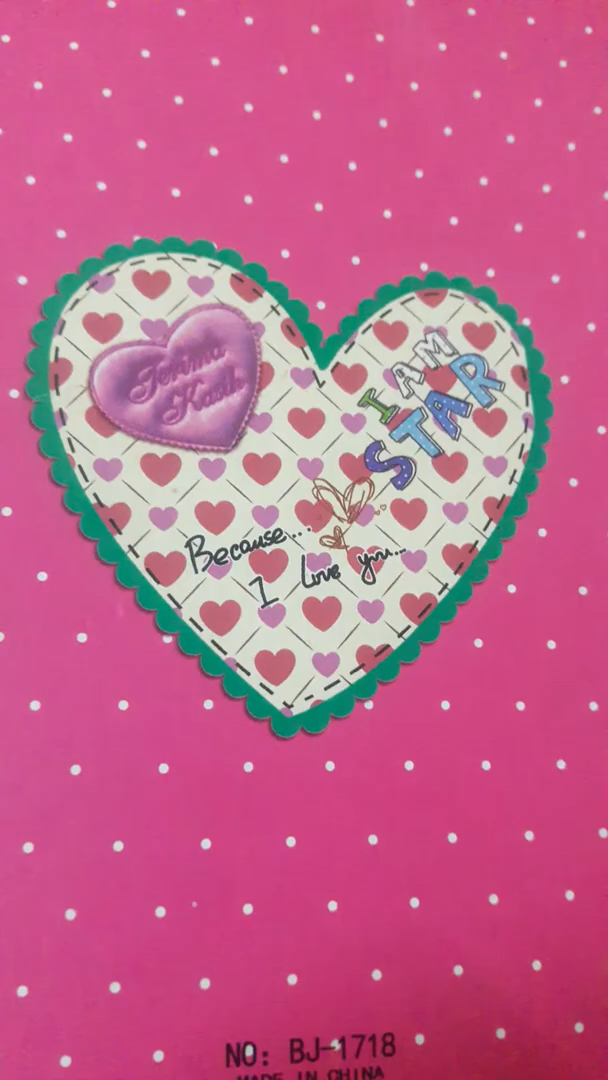 Terima
Kasih
I AM
STAR
Because...
I Love you...
NO: BJ-1718
MADE IN CHINA